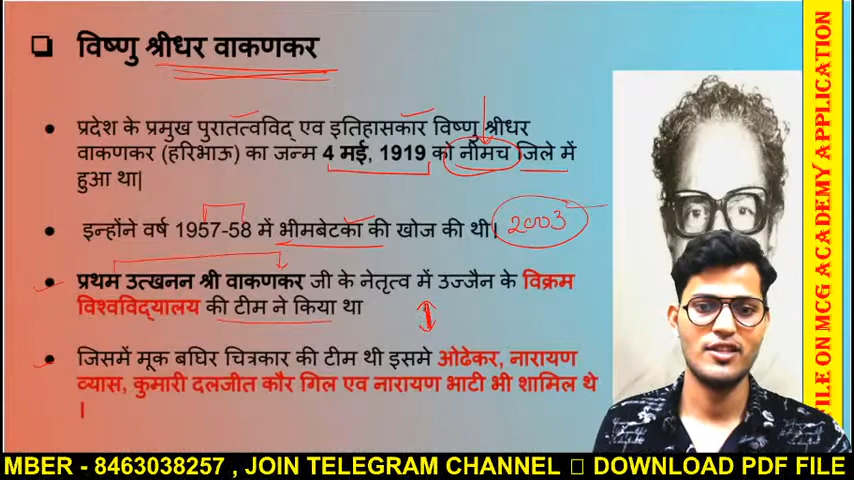 विष्णु श्रीधर वाकणकर
प्रदेश के प्रमुख पुरातत्वविद् एव इतिहासकार विष्णु श्रीधर
वाकणकर (हरिभाऊ) का जन्म 4 मई, 1919 को नीमच जिले में
हुआ था|
इन्होंने वर्ष 1957-58 में भीमबेटका की खोज की थी| 2003
प्रथम उत्खनन श्री वाकणकर जी के नेतृत्व में उज्जैन के विक्रम
विश्वविद्यालय की टीम ने किया था
जिसमें मूक बघिर चित्रकार की टीम थी इसमे ओढेकर, नारायण
व्यास, कुमारी दलजीत कौर गिल एव नारायण भाटी भी शामिल थे
|
ILE ON MCG ACADEMY APPLICATION
MBER - 8463038257 , JOIN TELEGRAM CHANNEL DOWNLOAD PDF FILE